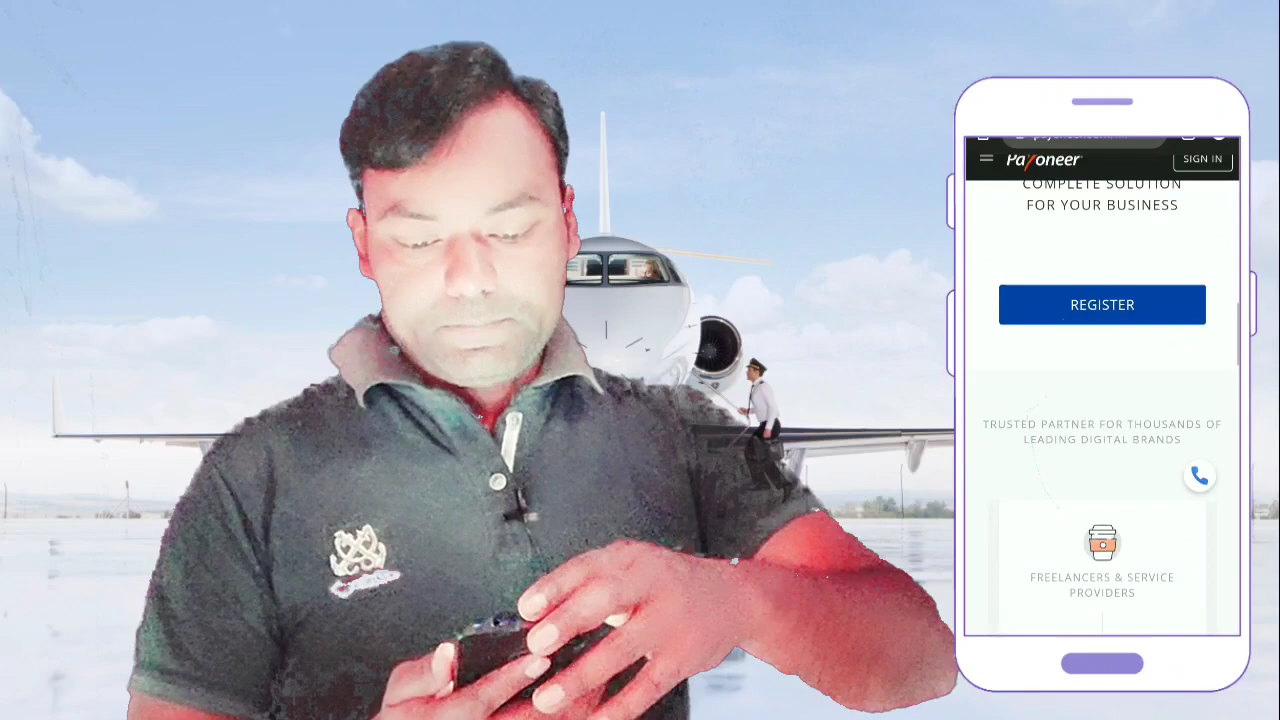 Payoneer
SIGN IN
COMPLETE SOLUTION
FOR YOUR BUSINESS
REGISTER
TRUSTED PARTNER FOR THOUSANDS OF
LEADING DIGITAL BRANDS
FREELANCERS & SERVICE
PROVIDERS